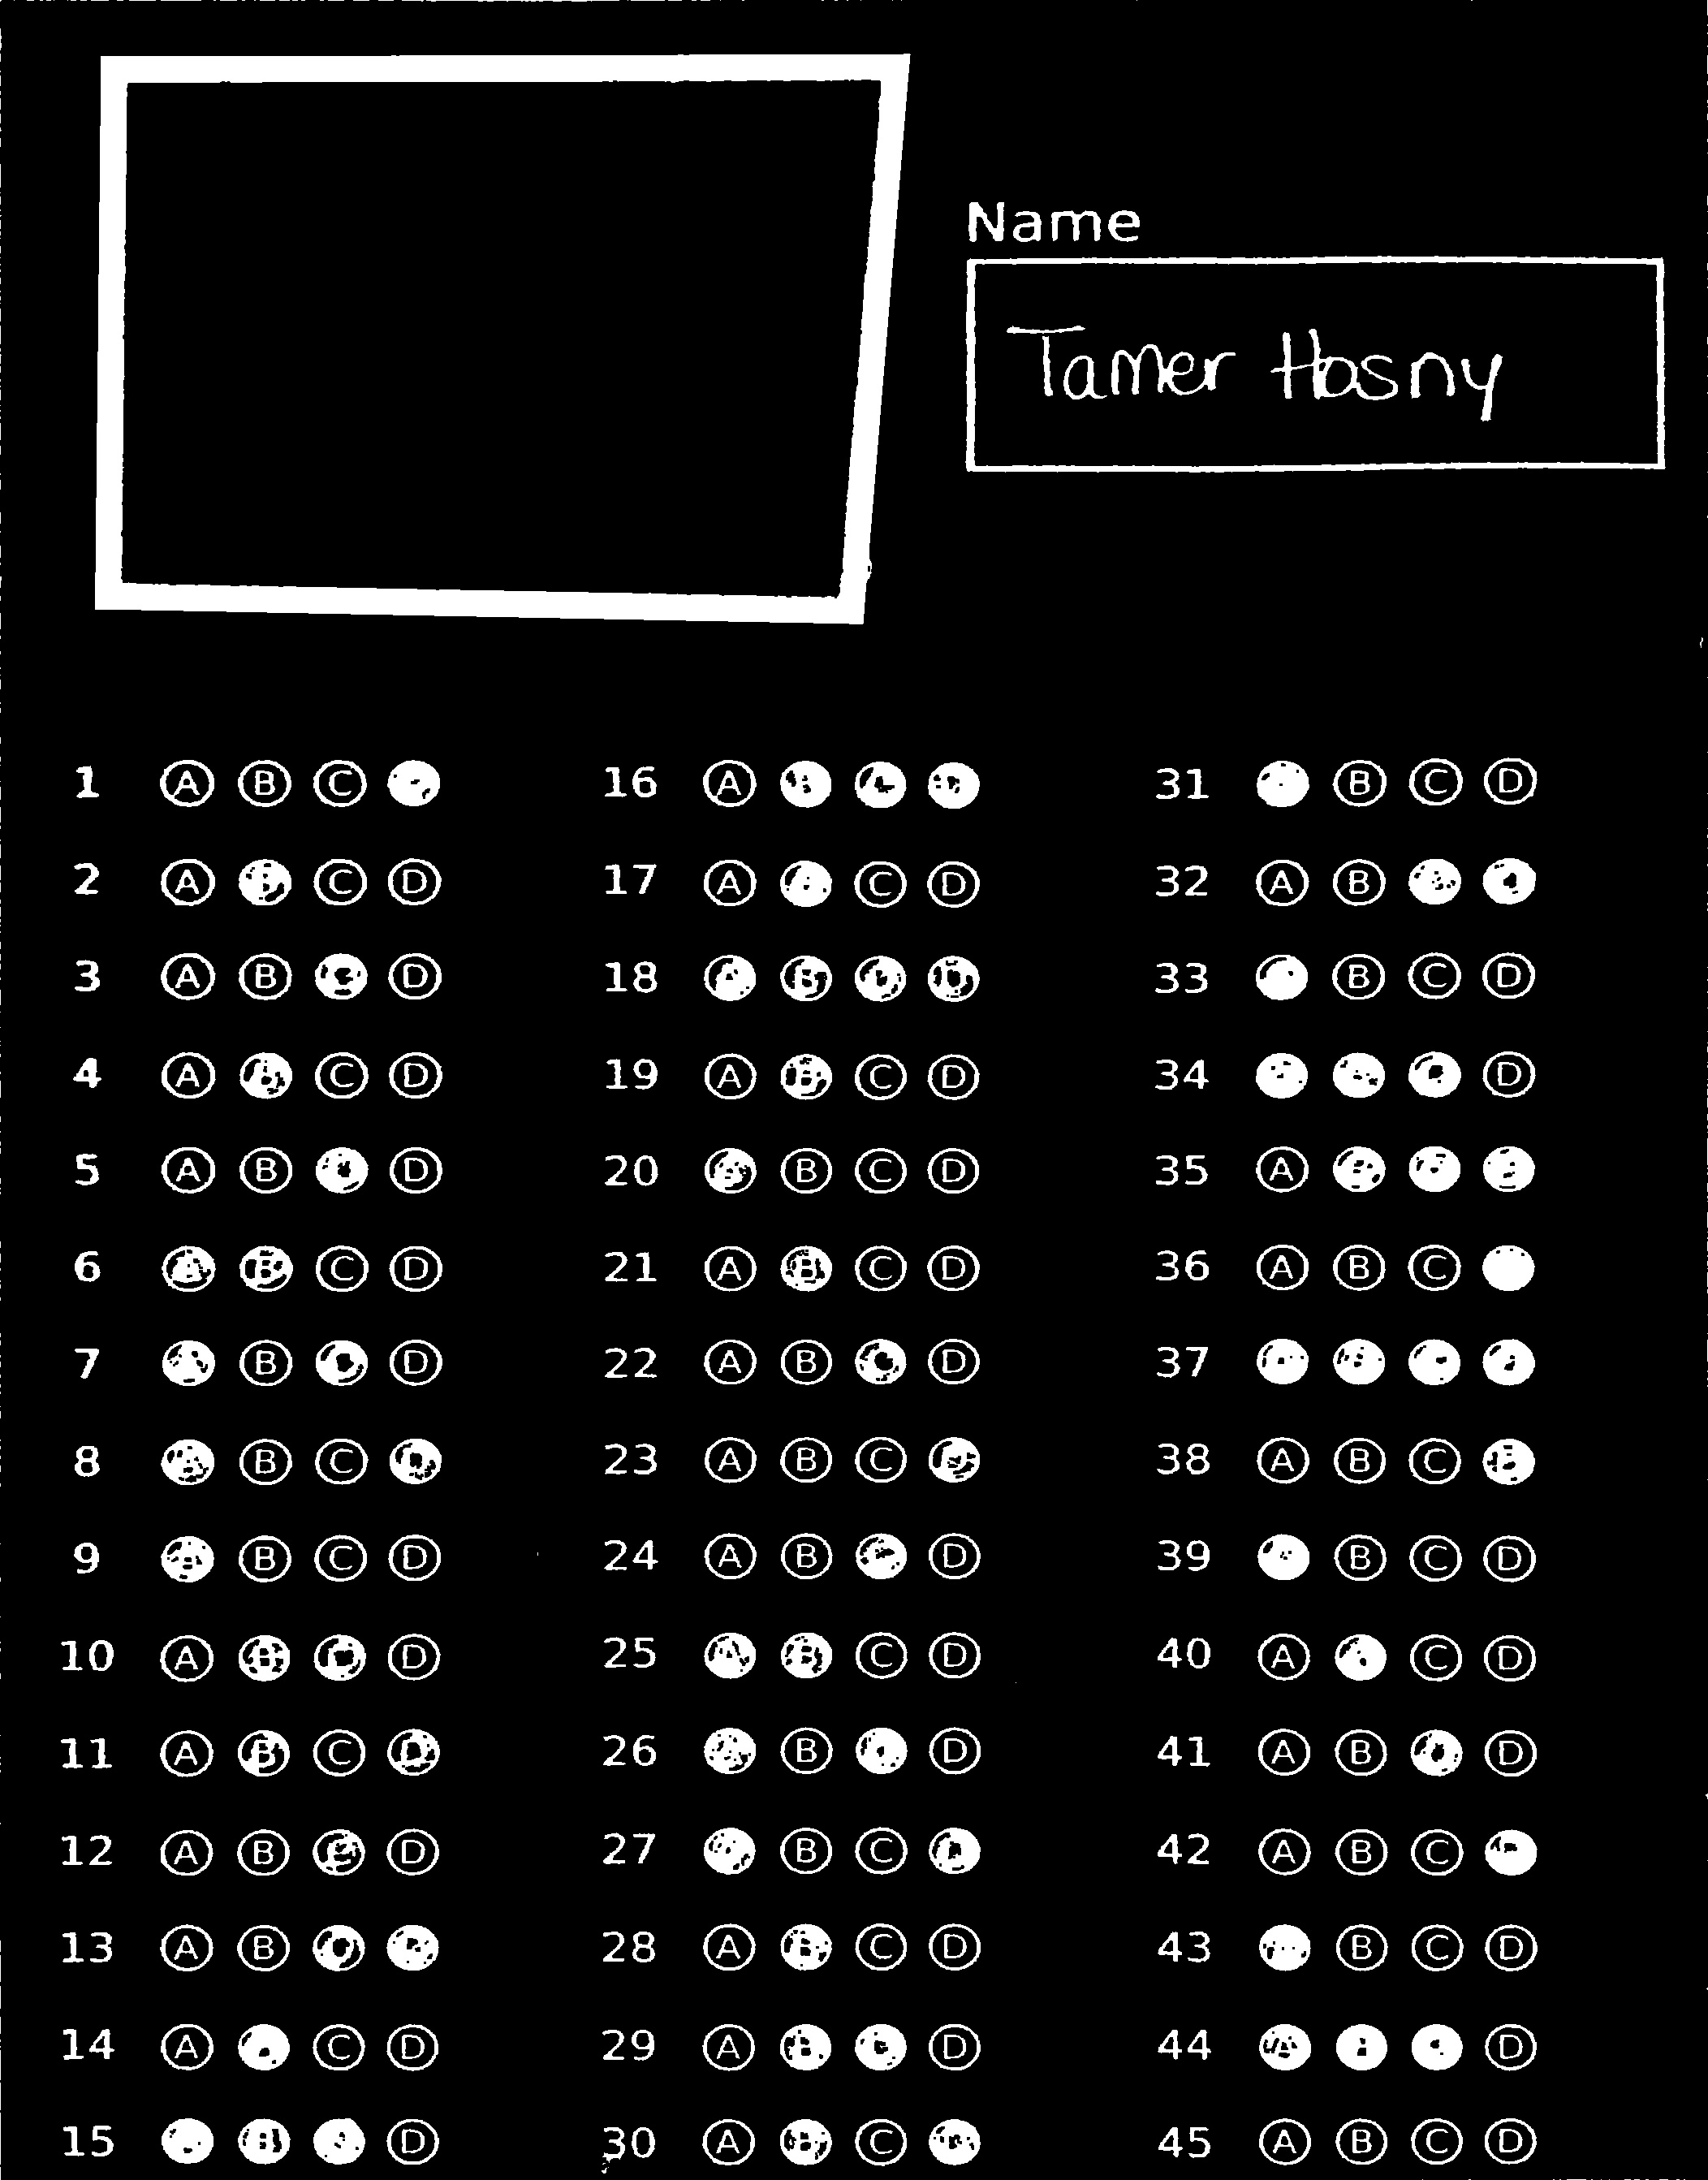 Name
Tamer Hosny
1 A B C 16 A 31 B C D
2 A B C D 17 A C D 32 A B
3 A B C D 18 A B C D 33 B C D
4 A B C D 19 A B C D 34 D
5 A B D 20 B C D 35 A B
6 A B C D 21 A B C D 36 A B C
7 B D 22 A B C D 37
8 B C D 23 A B C D 38 A B C
9 B C D 24 A B D 39 B C D
10 A B D 25 A B C D 40 A C D
11 A B C D 26 B D 41 A B D
12 A B C D 27 B C D 42 A B C
13 A B 28 A B C D 43 B C D
14 A C D 29 A B D 44 A D
15 B D 30 A B C 45 A B C D